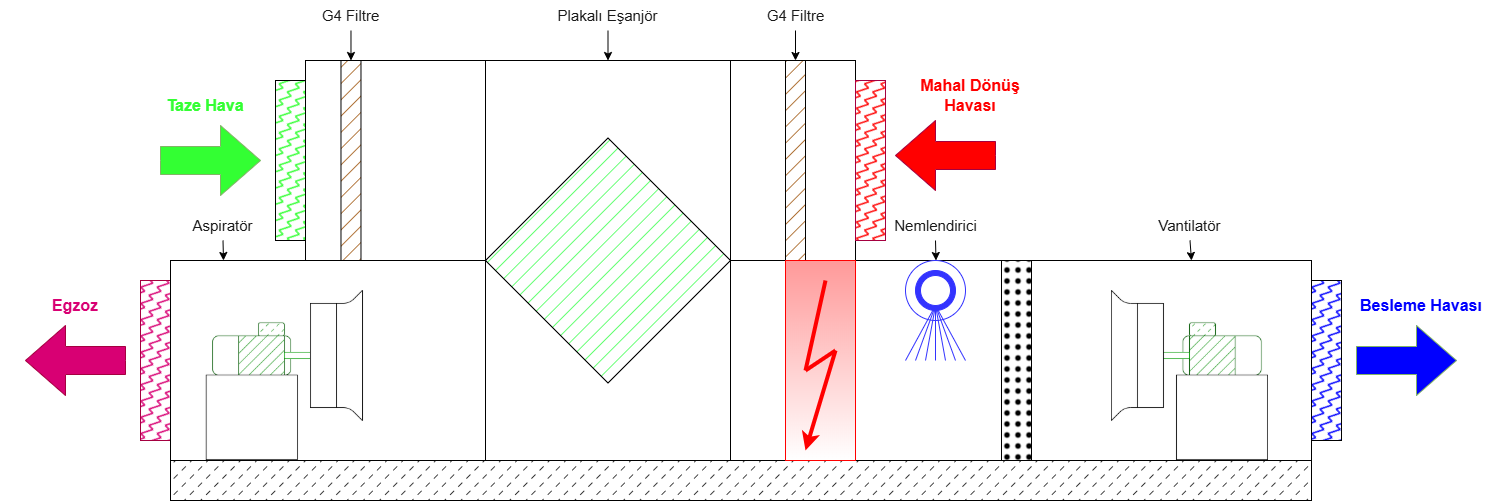 G4 Filtre
Plakalı Eşanjör
G4 Filtre
Taze Hava
Mahal Dönüş
Havası
Aspiratör
Nemlendirici
Vantilatör
Egzoz
Besleme Havası